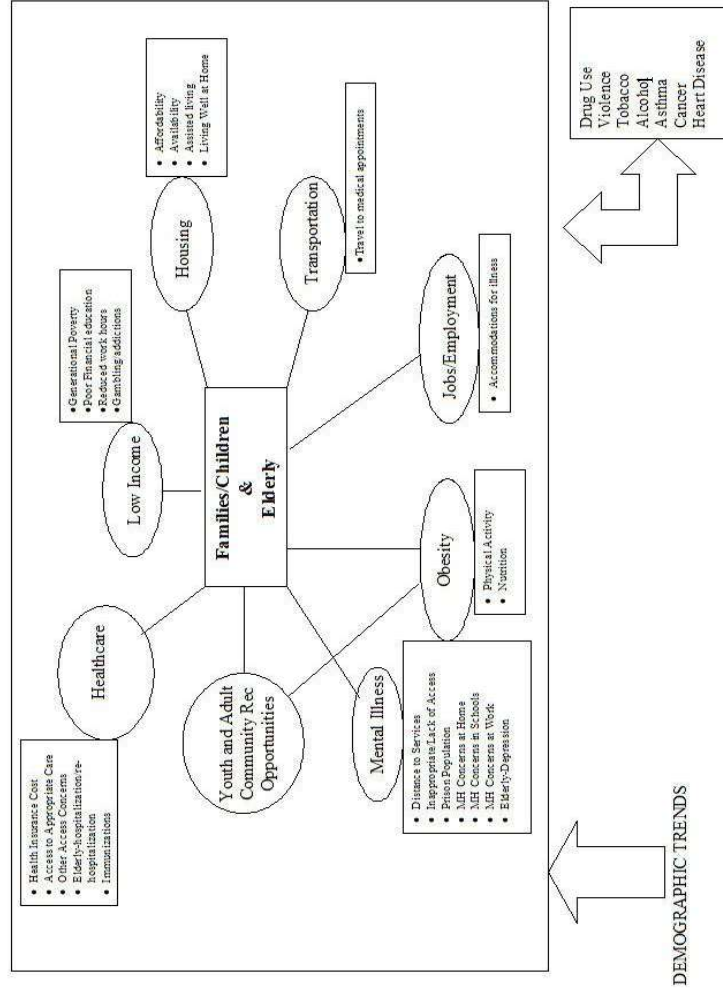 • Health Insurance Cost
• Access to Appropriate Care
• Other Access Concerns
• Elderly-hospitalization/re-
hospitalization
• Immunizations
Healthcare
• Generational Poverty
• Poor Financial education
• Reduced work hours
• Gambling/addictions
Low Income
• Affordability
• Availability
• Assisted living
• Living Well at Home
Housing
Youth and Adult
Community Rec
Opportunities
Families/Children
&
Elderly
Transportation
• Travel to medical appointments
Mental Illness
• Distance to Services
• Inappropriate/Lack of Access
• Prison Population
• MH Concerns at Home
• MH Concerns in Schools
• MH Concerns at Work
• Elderly-Depression
Obesity
• Physical Activity
• Nutrition
Jobs/Employment
• Accommodations for illness
DEMOGRAPHIC TRENDS
Drug Use
Violence
Tobacco
Alcohol
Asthma
Cancer
Heart Disease